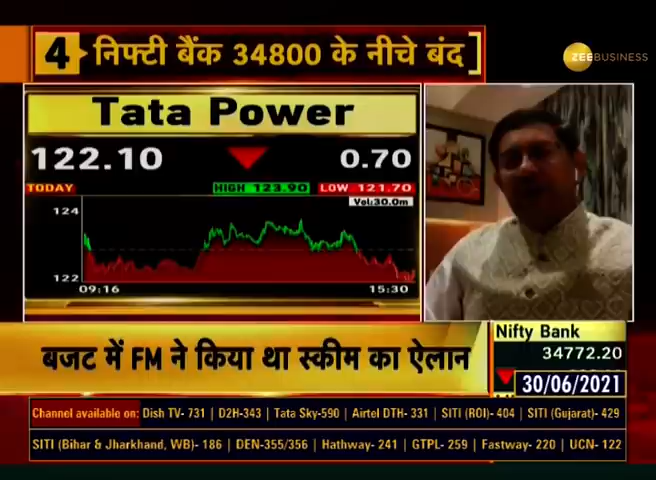 4 निफ्टी बैंक 34800 के नीचे बंद
ZEEBUSINESS
Tata Power
122.10 0.70
TODAY HIGH 123.90 LOW 121.70
Vol:30.0m
124
122
09:16 15:30
बजट में FM ने किया था स्कीम का ऐलान
Nifty Bank
34772.20
30/06/2021
Channel available on: Dish TV- 731 | D2H-343 | Tata Sky-590 | Airtel DTH- 331 | SITI (ROI)- 404 | SITI (Gujarat)- 429
SITI (Bihar & Jharkhand, WB)- 186 | DEN-355/356 | Hathway- 241 | GTPL- 259 | Fastway- 220 | UCN- 122